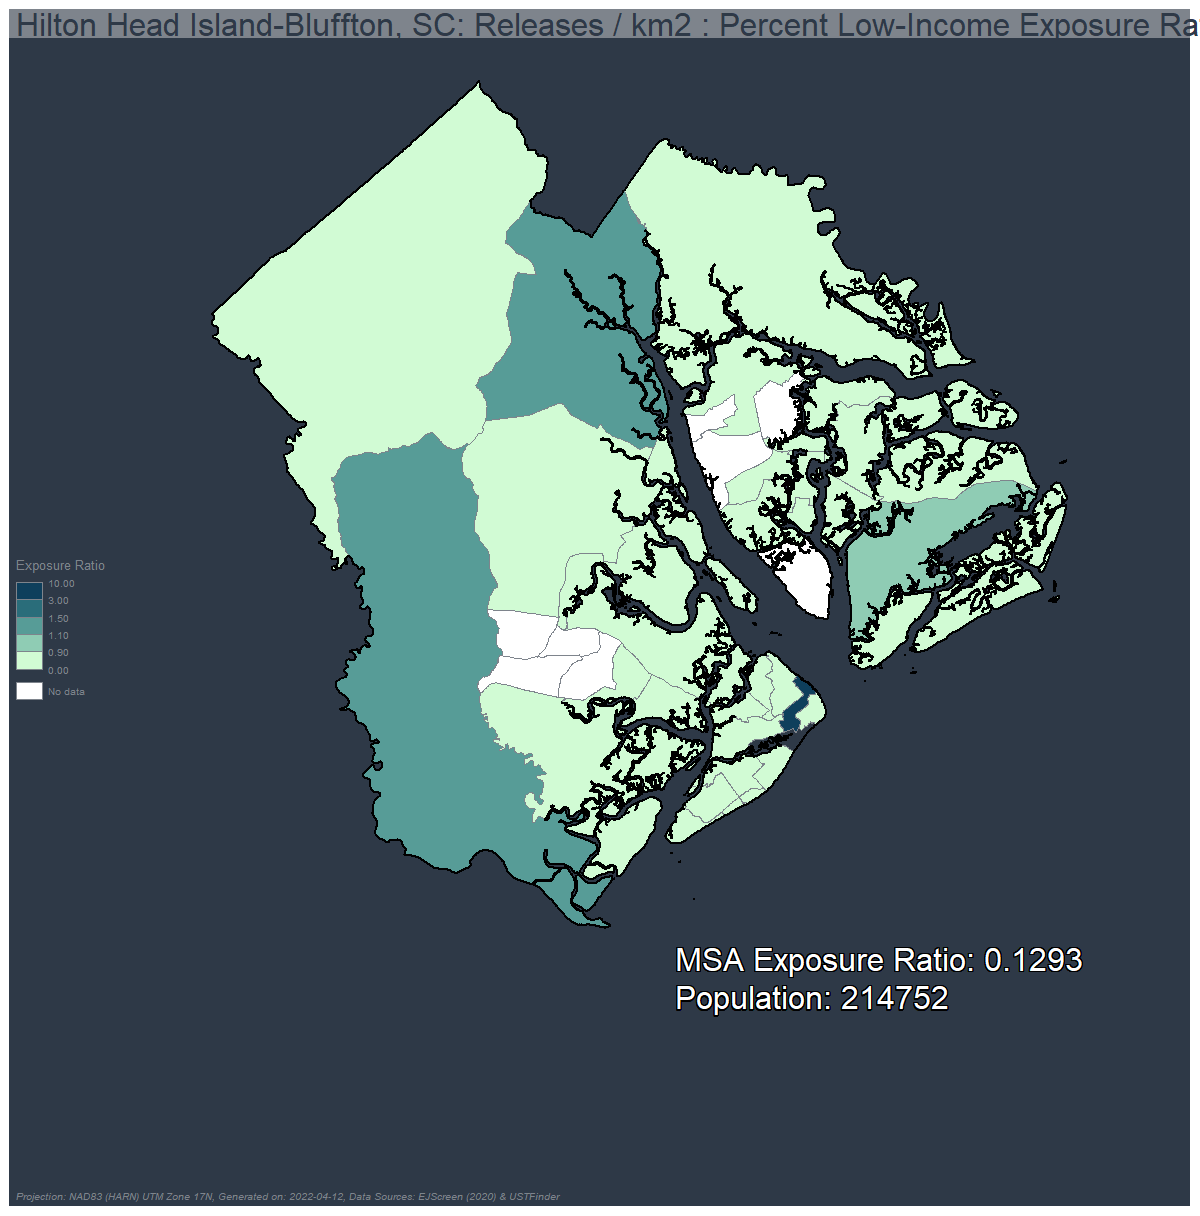 Hilton Head Island-Bluffton, SC: Releases / km2 : Percent Low-Income Exposure Ra
Exposure Ratio
10.00
3.00
1.50
1.10
0.90
0.00
No data
MSA Exposure Ratio: 0.1293
Population: 214752
Projection: NAD83 (HARN) UTM Zone 17N, Generated on: 2022-04-12, Data Sources: EJScreen (2020) & USTFinder